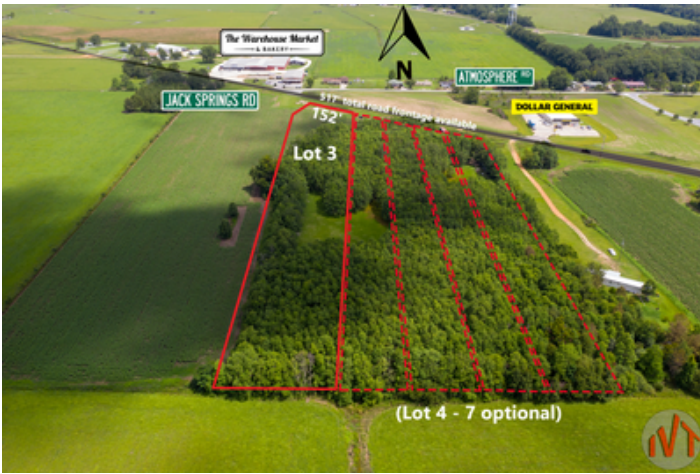 The Warehouse Market
& BAKERY
N
ATMOSPHERE RD
JACK SPRINGS RD
517' total road frontage available
DOLLAR GENERAL
152'
Lot 3
(Lot 4 - 7 optional)